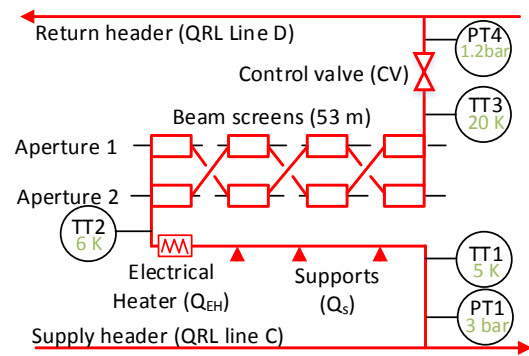 Return header (QRL Line D)
PT4
1.2bar
Control valve (CV)
Beam screens (53 m)
TT3
20 K
Aperture 1
Aperture 2
TT2
6 K
Electrical
Heater (QEH)
Supports
(Qs)
TT1
5 K
PT1
3 bar
Supply header (QRL line C)